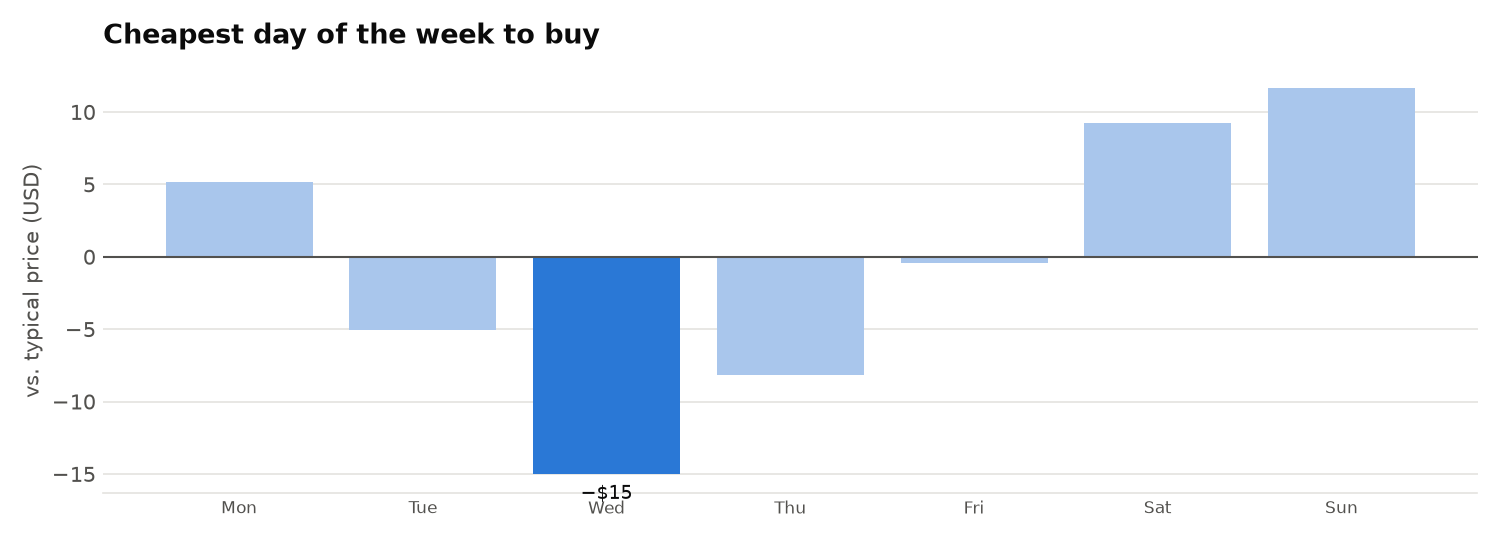 Cheapest day of the week to buy
vs. typical price (USD)
10
5
0
−5
−10
−15
−$15
Mon Tue Wed Thu Fri Sat Sun